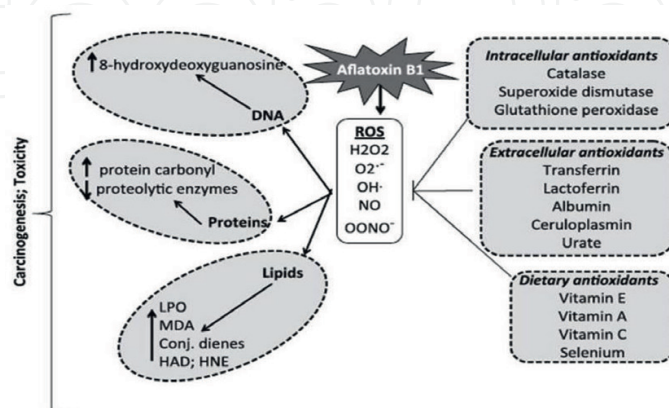 Carcinogenesis; Toxicity
8-hydroxydeoxyguanosine
DNA
protein carbonyl
proteolytic enzymes
Proteins
Lipids
LPO
MDA
Conj. dienes
HAD; HNE
Aflatoxin B1
ROS
H2O2
O2·-
OH·
NO
OONO-
Intracellular antioxidants
Catalase
Superoxide dismutase
Glutathione peroxidase
Extracellular antioxidants
Transferrin
Lactoferrin
Albumin
Ceruloplasmin
Urate
Dietary antioxidants
Vitamin E
Vitamin A
Vitamin C
Selenium